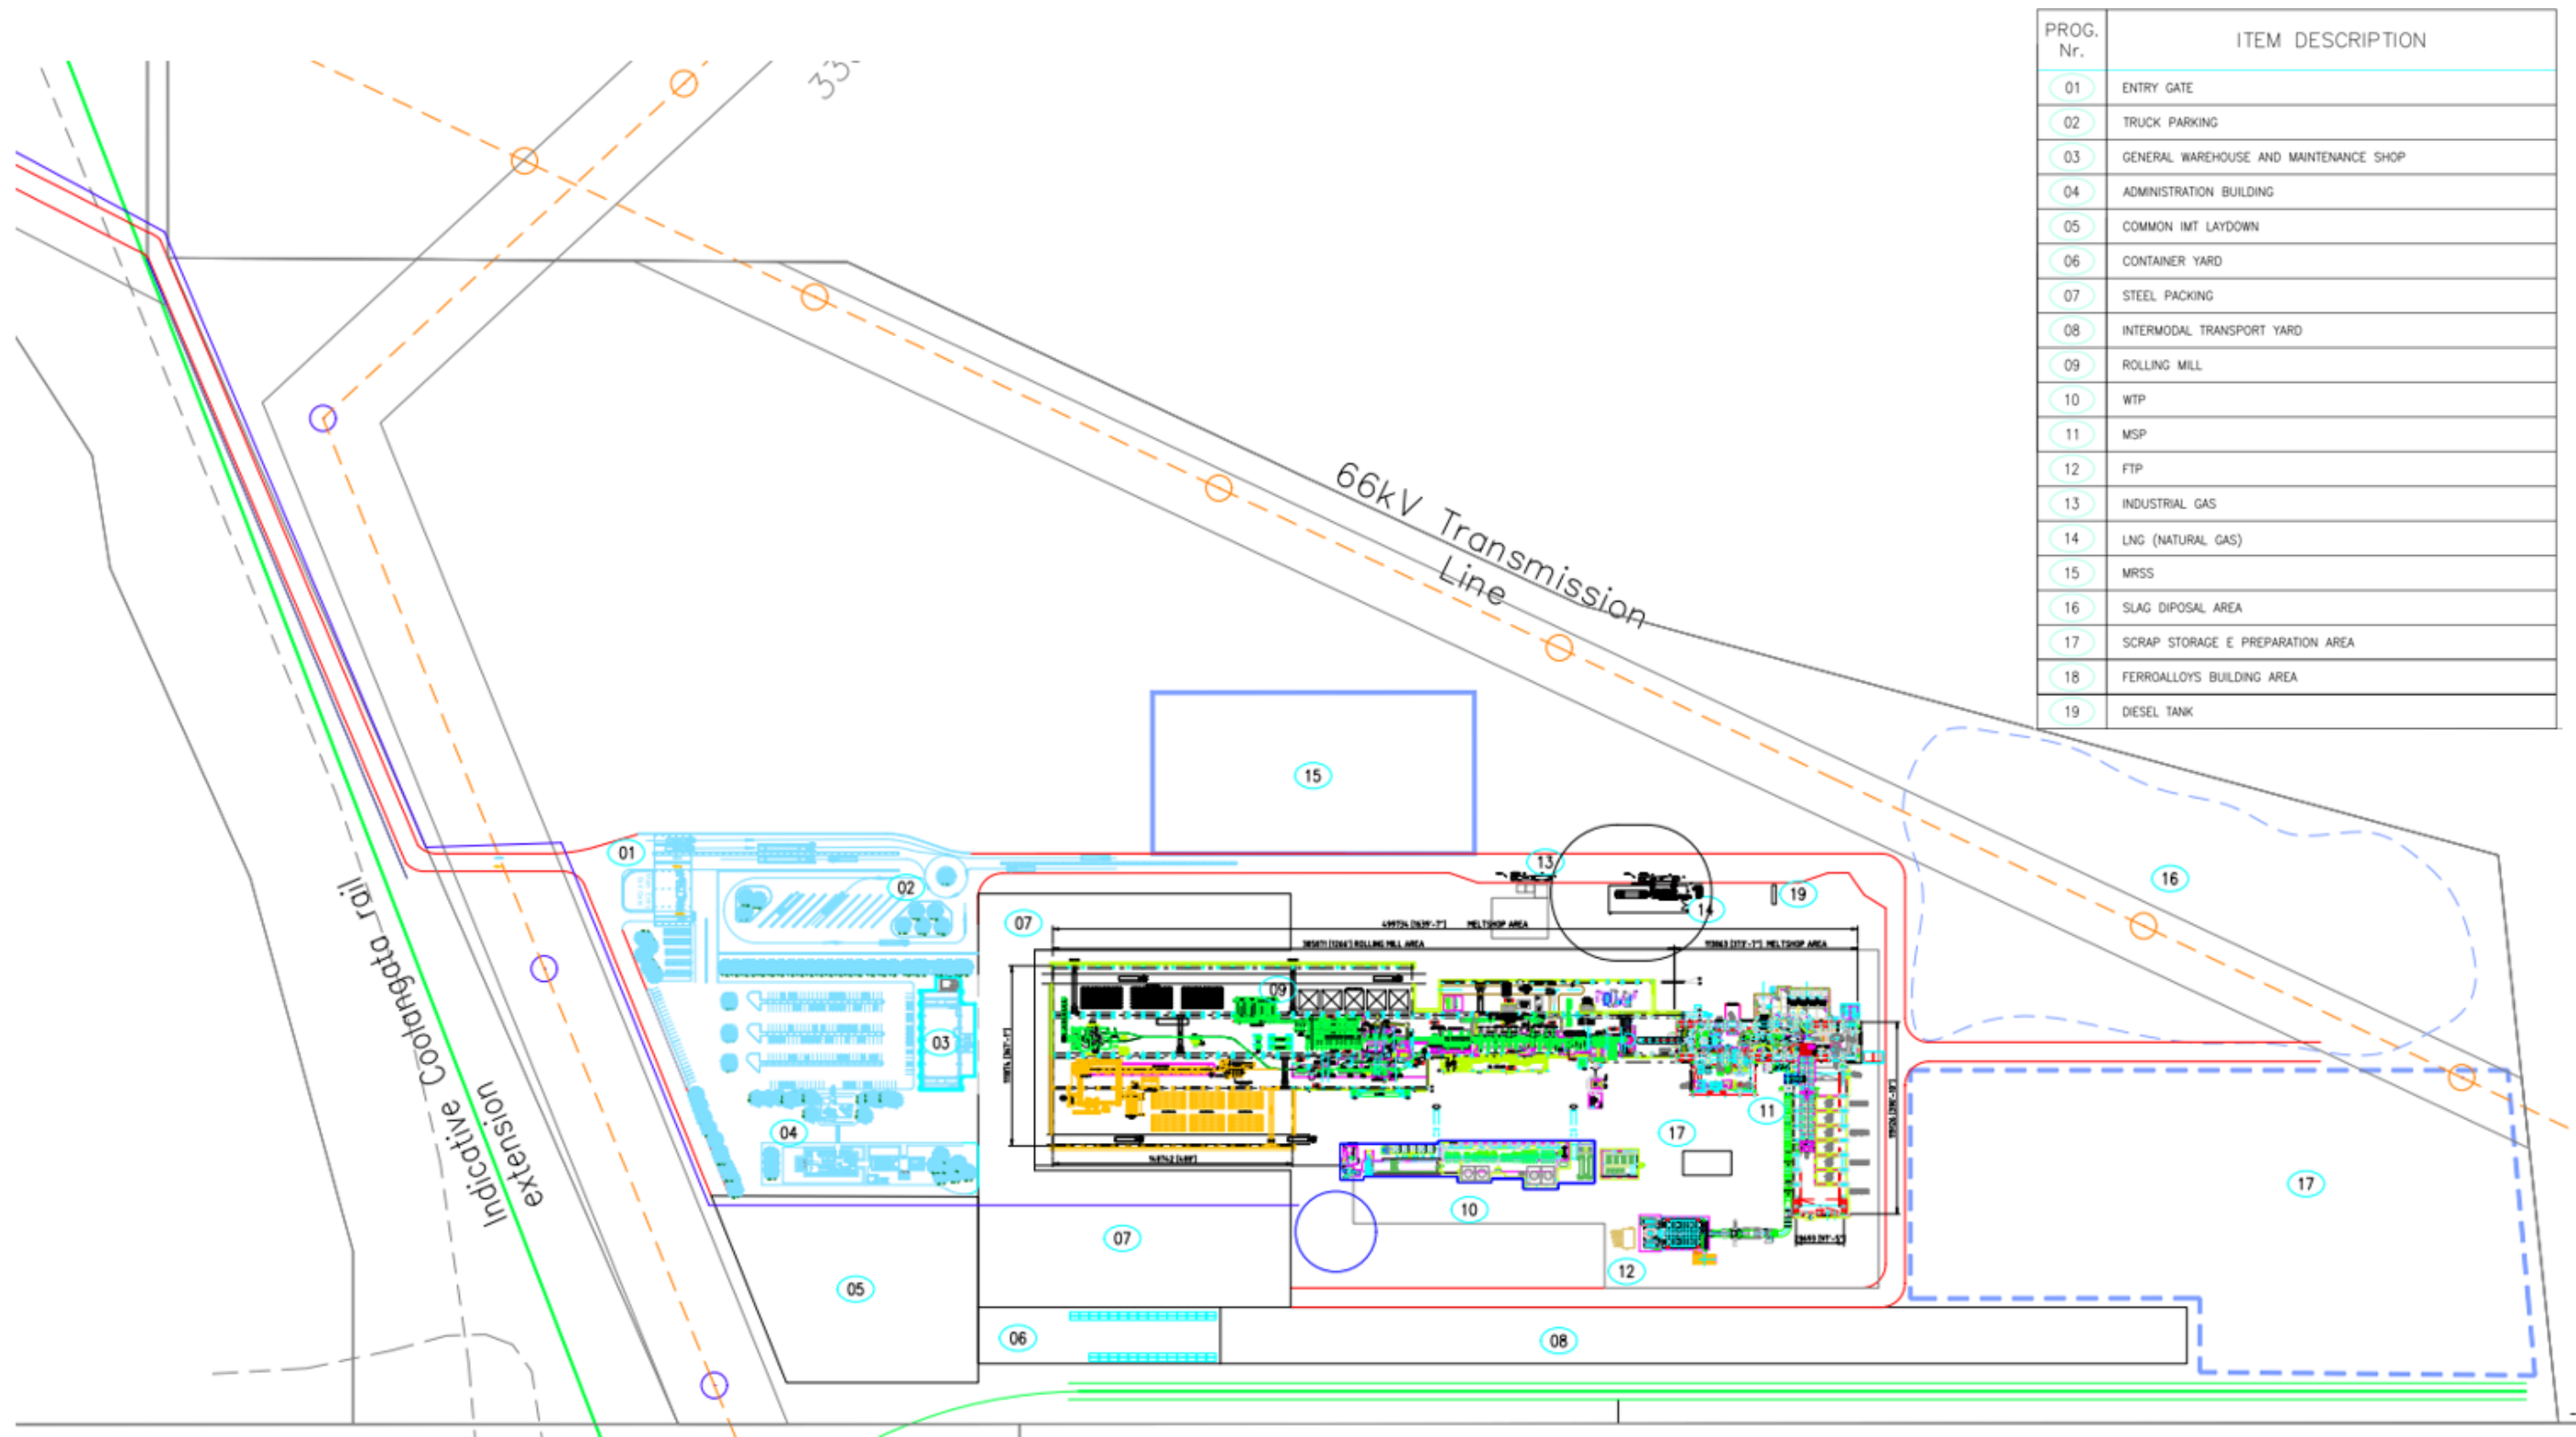 PROG. Nr. ITEM DESCRIPTION
01 ENTRY GATE
02 TRUCK PARKING
03 GENERAL WAREHOUSE AND MAINTENANCE SHOP
04 ADMINISTRATION BUILDING
05 COMMON IMT LAYDOWN
06 CONTAINER YARD
07 STEEL PACKING
08 INTERMODAL TRANSPORT YARD
09 ROLLING MILL
10 WTP
11 MSP
12 FTP
13 INDUSTRIAL GAS
14 LNG (NATURAL GAS)
15 MRSS
16 SLAG DIPOSAL AREA
17 SCRAP STORAGE E PREPARATION AREA
18 FERROALLOYS BUILDING AREA
19 DIESEL TANK
66kV Transmission
Line
Indicative Coolangata rail
extension
15
01
02
13
14
19
16
07
MELTSHOP AREA
ROLLING MILL AREA
MELTSHOP AREA
09
03
04
11
17
17
10
07
12
05
06
08